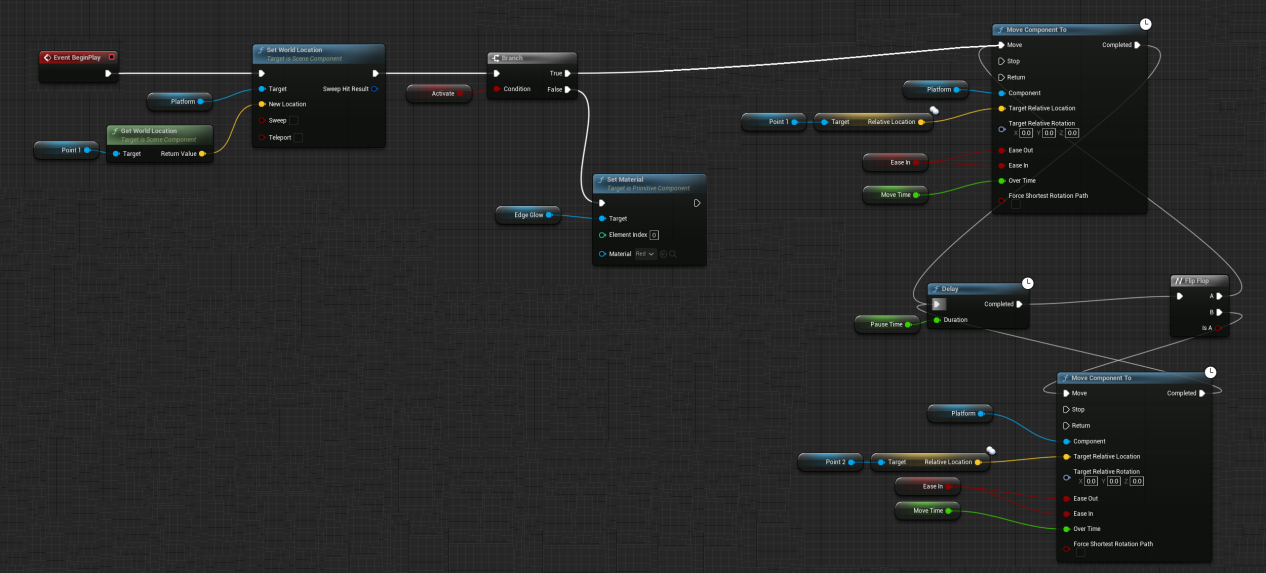 Event BeginPlay
Set World Location
Target is Scene Component
Target
Sweep Hit Result
New Location
Sweep
Teleport
Platform
Get World Location
Target is Scene Component
Target
Return Value
Point 1
Branch
True
Condition
False
Activate
Set Material
Target is Primitive Component
Target
Element Index
0
Material
Red
Edge Glow
Move Component To
Move
Completed
Stop
Return
Component
Target Relative Location
Target Relative Rotation
X 0.0 Y 0.0 Z 0.0
Ease Out
Ease In
Over Time
Force Shortest Rotation Path
Platform
Point 1
Target
Relative Location
Ease In
Move Time
Delay
Completed
Duration
Pause Time
Flip Flop
A
B
Is A
Move Component To
Move
Completed
Stop
Return
Component
Target Relative Location
Target Relative Rotation
X 0.0 Y 0.0 Z 0.0
Ease Out
Ease In
Over Time
Force Shortest Rotation Path
Platform
Point 2
Target
Relative Location
Ease In
Move Time